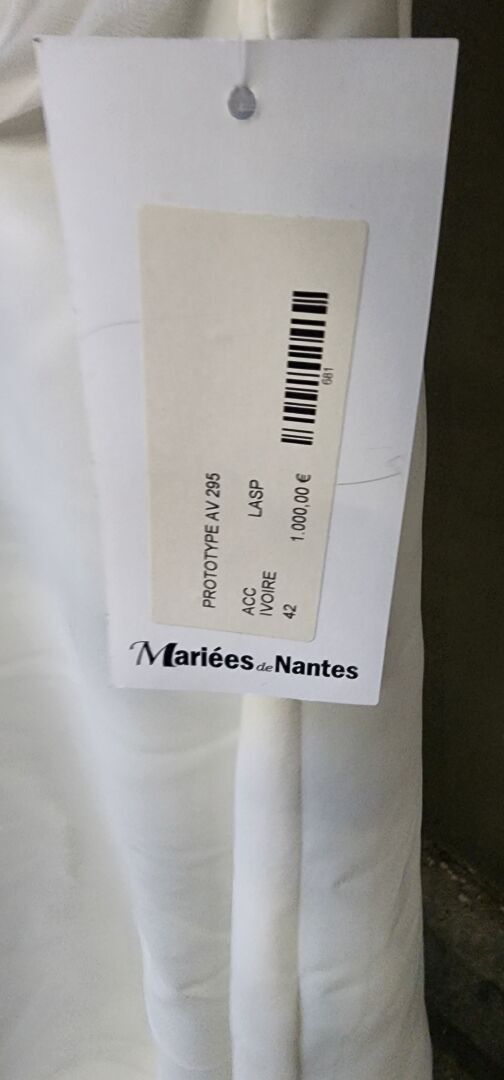 PROTOTYPE AV 295
ACC LASP
IVOIRE
42 1.000,00 €
681
Mariées de Nantes